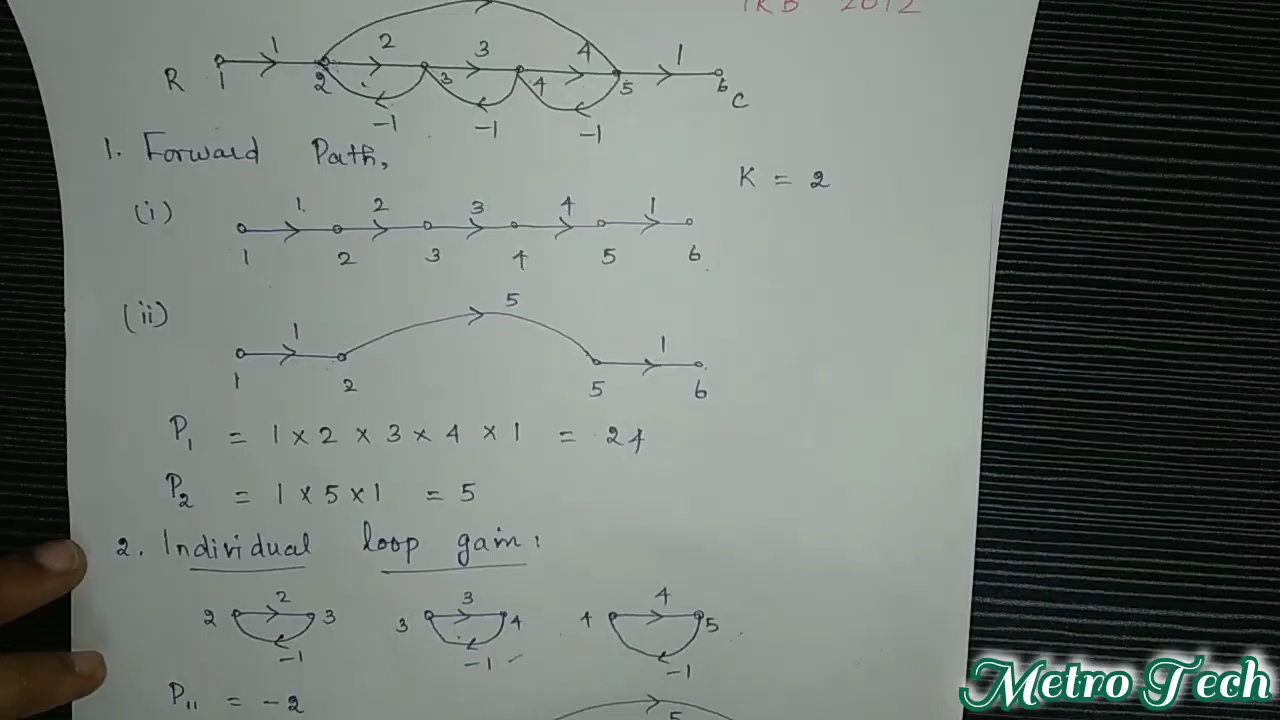 TRB 2012
1 2 3 4 1
R 1 2 3 4 5 6 C
-1 -1 -1
1. Forward Path,
K = 2
(i) 1 2 3 4 1
1 2 3 4 5 6
(ii) 1 5 1
1 2 5 6
P1 = 1 x 2 x 3 x 4 x 1 = 24
P2 = 1 x 5 x 1 = 5
2. Individual loop gain:
2 2 3 3 3 4 4 4 5
-1 -1 -1
P11 = -2
5
Metro Tech